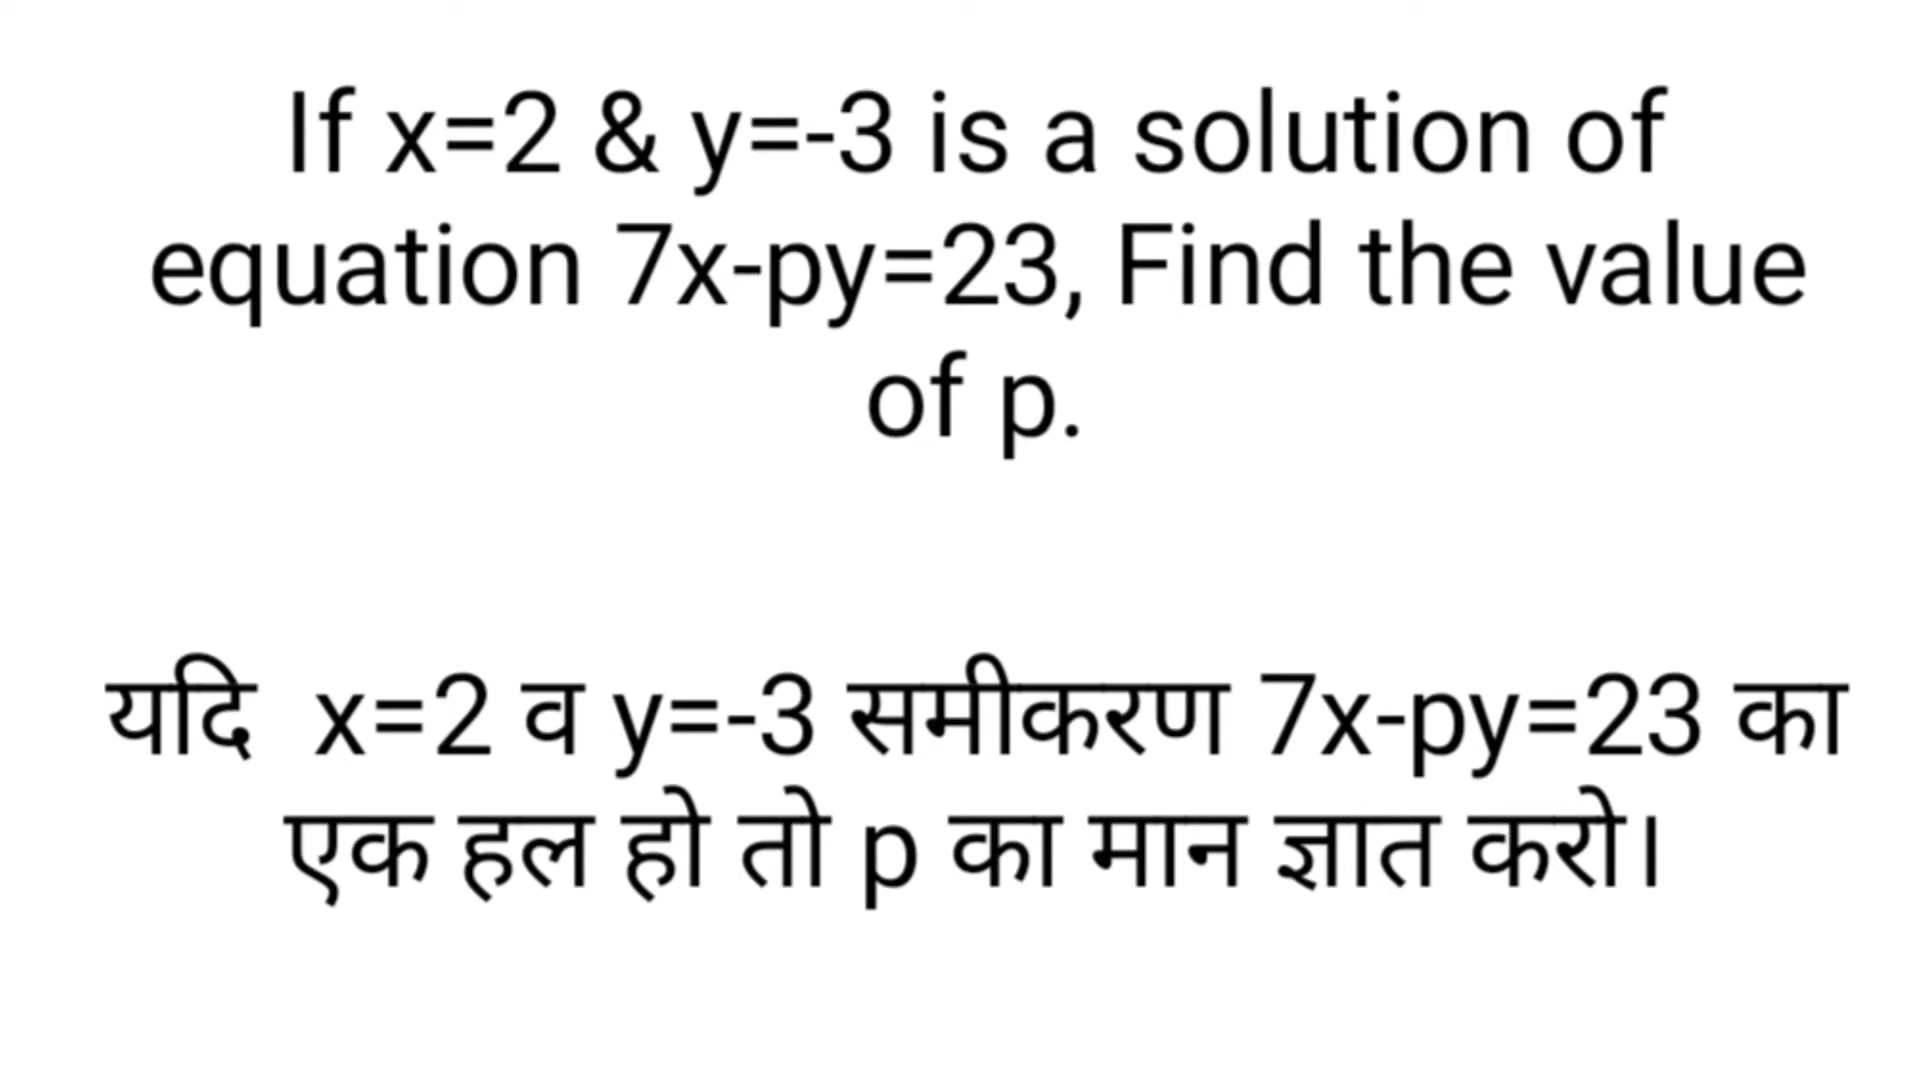 If x=2 & y=-3 is a solution of
equation 7x-py=23, Find the value
of p.
यदि  x=2 व y=-3 समीकरण 7x-py=23 का
एक हल हो तो p का मान ज्ञात करो।